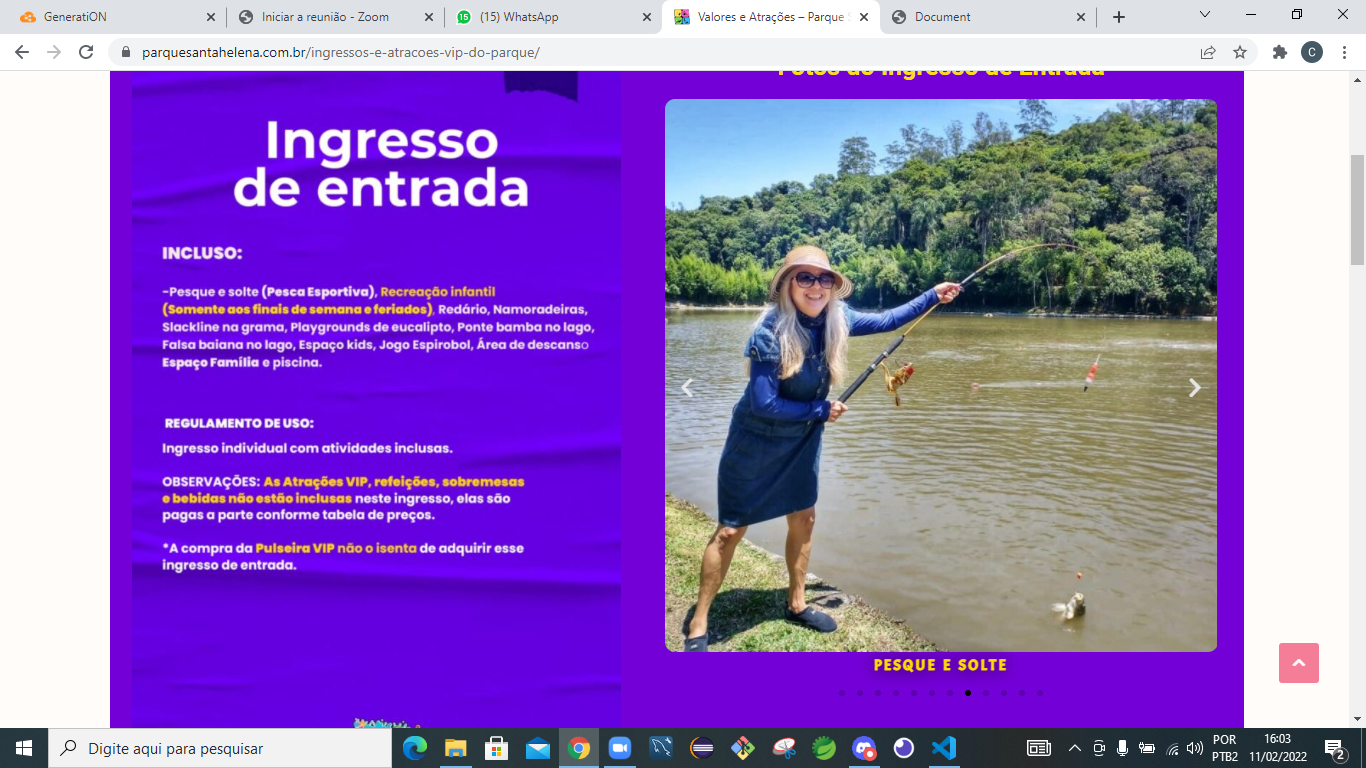 GeneratiON
Iniciar a reunião - Zoom
(15) WhatsApp
Valores e Atrações – Parque
Document
parquesantahelena.com.br/ingressos-e-atracoes-vip-do-parque/
C
Fotos do Ingresso de Entrada
Ingresso
de entrada
INCLUSO:
-Pesque e solte (Pesca Esportiva), Recreação infantil
(Somente aos finais de semana e feriados), Redário, Namoradeiras,
Slackline na grama, Playgrounds de eucalipto, Ponte bamba no lago,
Falsa baiana no lago, Espaço kids, Jogo Espirobol, Área de descanso
Espaço Família e piscina.
REGULAMENTO DE USO:
Ingresso individual com atividades inclusas.
OBSERVAÇÕES: As Atrações VIP, refeições, sobremesas
e bebidas não estão inclusas neste ingresso, elas são
pagas a parte conforme tabela de preços.
*A compra da Pulseira VIP não o isenta de adquirir esse
ingresso de entrada.
PESQUE E SOLTE
Digite aqui para pesquisar
POR
PTB2
16:03
11/02/2022
2